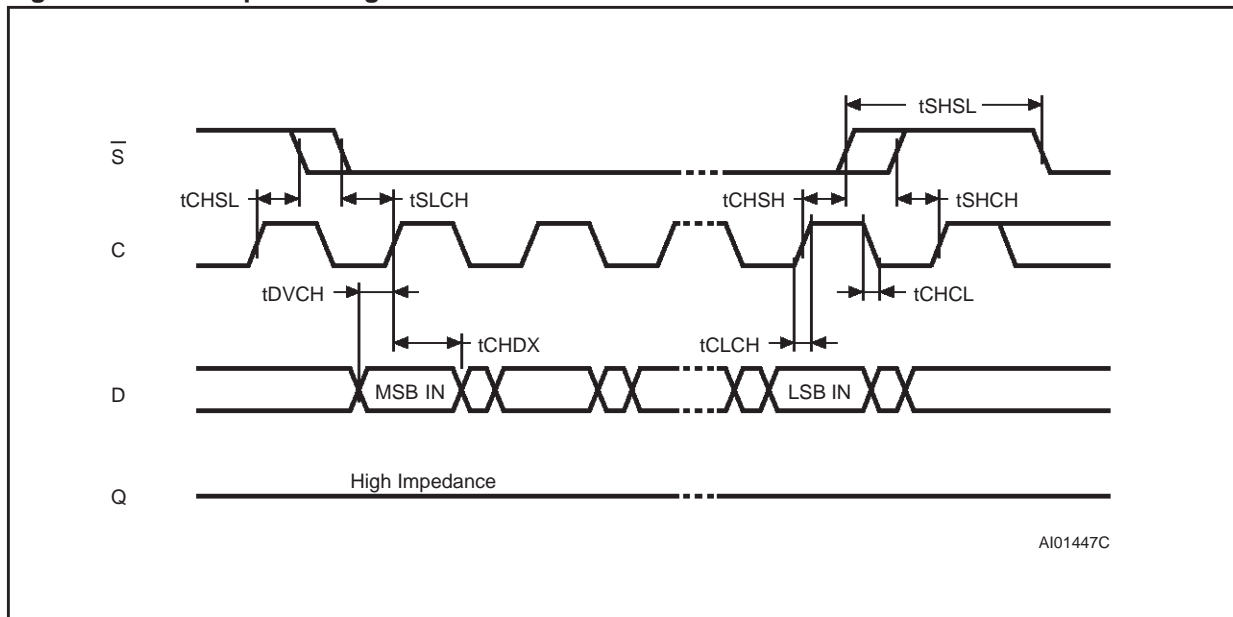 tSHSL
S
tCHSL
tSLCH
tCHSH
tSHCH
C
tDVCH
tCHCL
tCHDX
tCLCH
D
MSB IN
LSB IN
High Impedance
Q
AI01447C